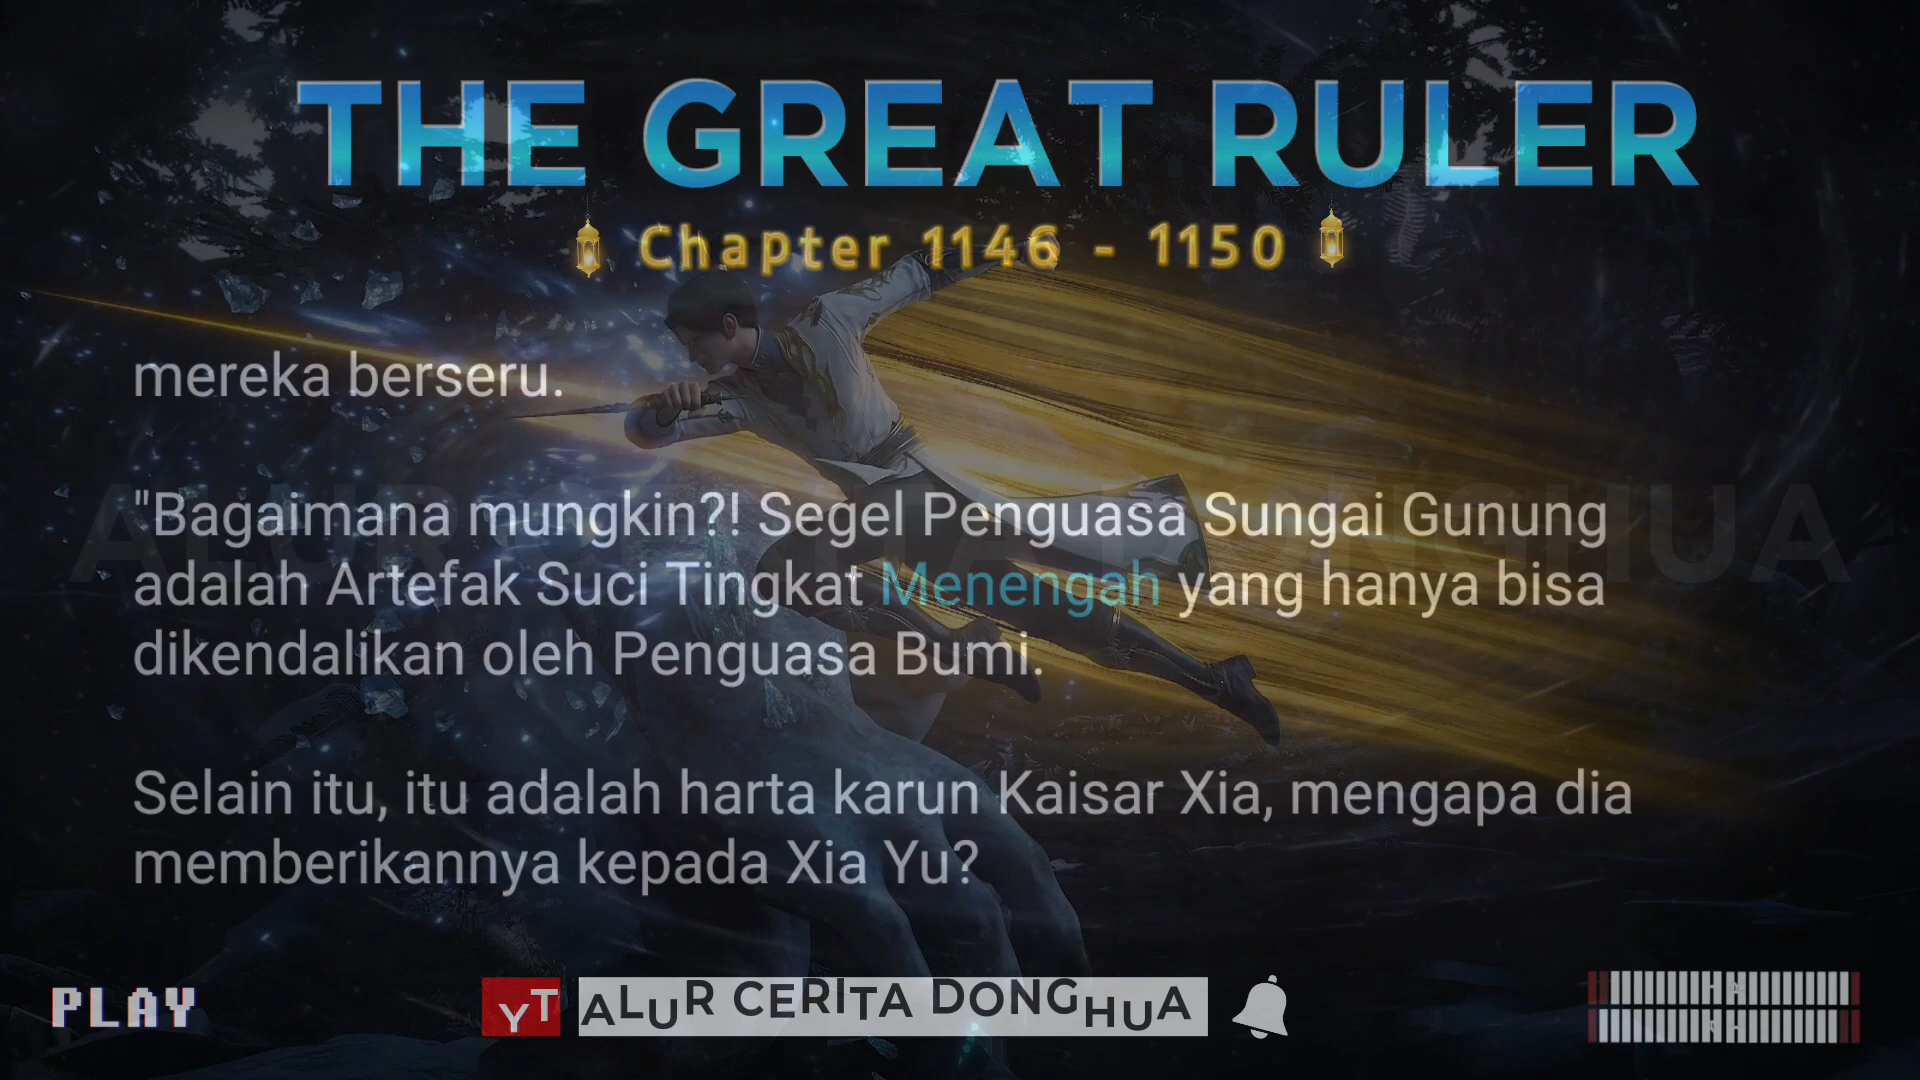 THE GREAT RULER
Chapter 1146 - 1150
mereka berseru.
"Bagaimana mungkin?! Segel Penguasa Sungai Gunung
adalah Artefak Suci Tingkat Menengah yang hanya bisa
dikendalikan oleh Penguasa Bumi.
Selain itu, itu adalah harta karun Kaisar Xia, mengapa dia
memberikannya kepada Xia Yu?
PLAY
YT ALUR CERITA DONGHUA